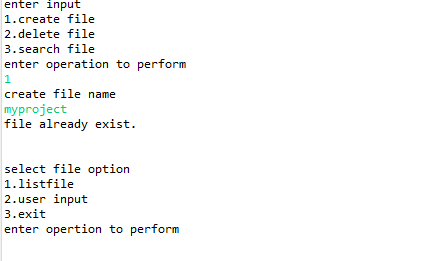 enter input
1.create file
2.delete file
3.search file
enter operation to perform
1
create file name
myproject
file already exist.
select file option
1.listfile
2.user input
3.exit
enter opertion to perform